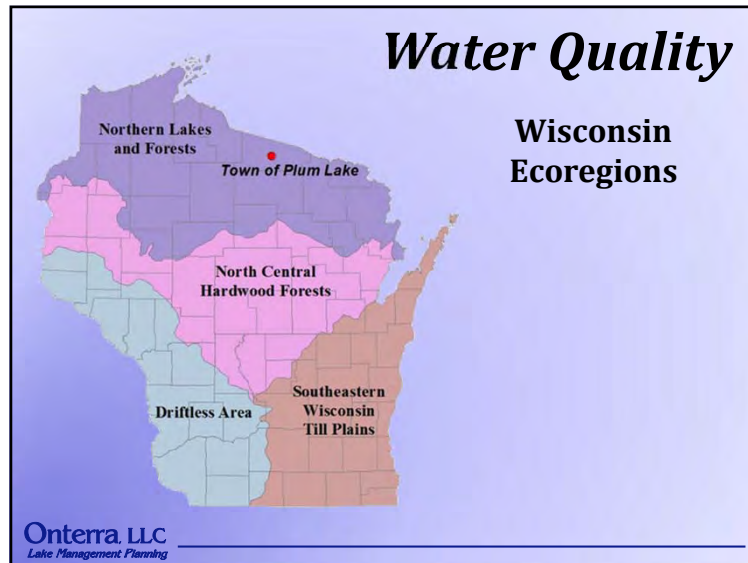 Water Quality
Wisconsin
Ecoregions
Northern Lakes
and Forests
Town of Plum Lake
North Central
Hardwood Forests
Driftless Area
Southeastern
Wisconsin
Till Plains
Onterra, LLC
Lake Management Planning